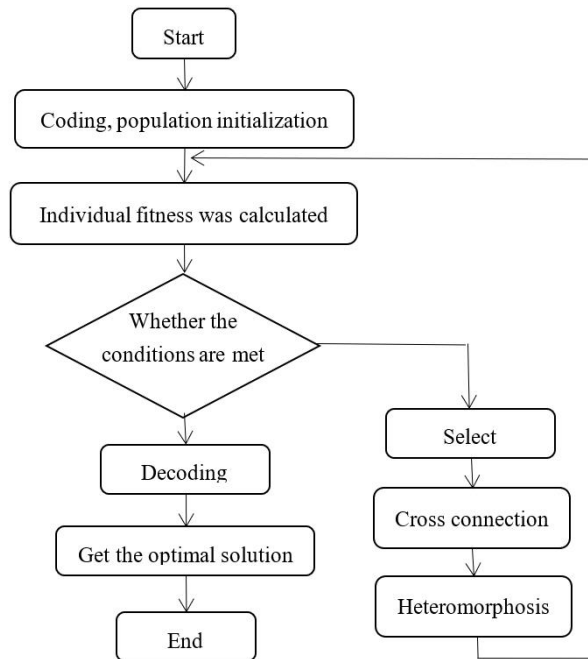 Start
Coding, population initialization
Individual fitness was calculated
Whether the
conditions are met
Decoding
Get the optimal solution
End
Select
Cross connection
Heteromorphosis